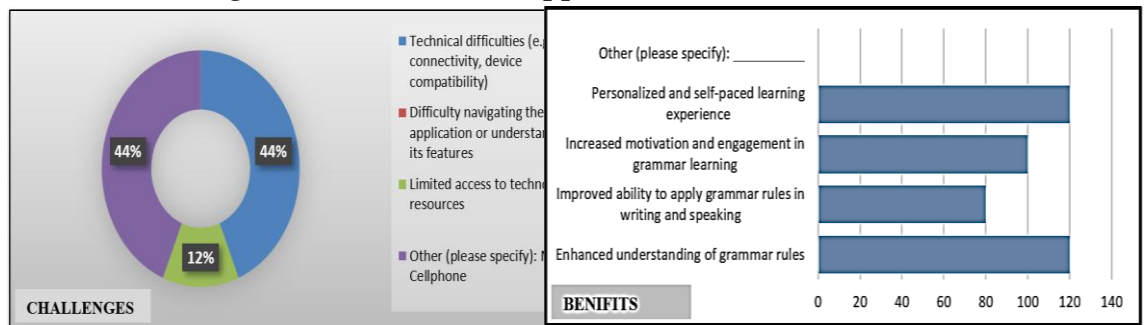 Technical difficulties (e.g
connectivity, device
compatibility)
Difficulty navigating the
application or understa
its features
Limited access to techn
resources
Other (please specify):
Cellphone
44%
44%
12%
CHALLENGES
Other (please specify): ________
Personalized and self-paced learning
experience
Increased motivation and engagement in
grammar learning
Improved ability to apply grammar rules in
writing and speaking
Enhanced understanding of grammar rules
0 20 40 60 80 100 120 140
BENIFITS